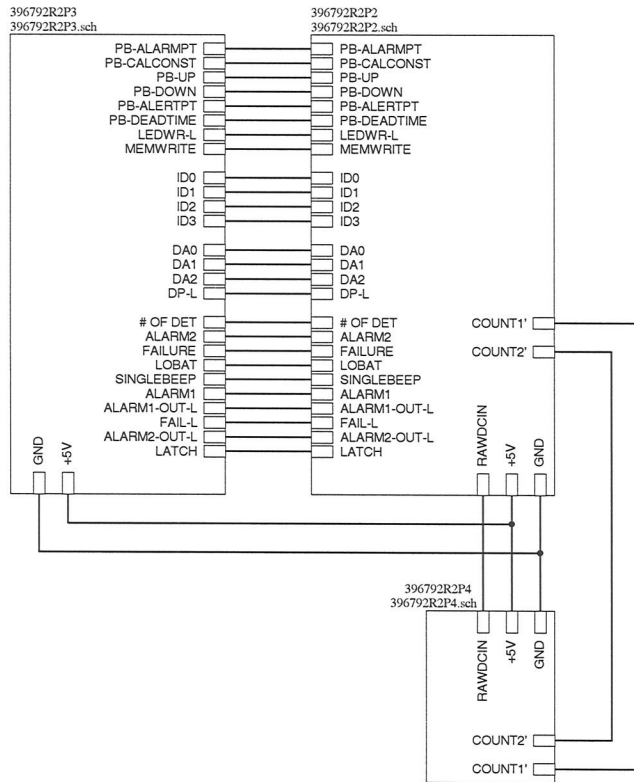 396792R2P3
396792R2P3.sch
PB-ALARMPT
PB-CALCONST
PB-UP
PB-DOWN
PB-ALERTPT
PB-DEADTIME
LEDWR-L
MEMWRITE
ID0
ID1
ID2
ID3
DA0
DA1
DA2
DP-L
# OF DET
ALARM2
FAILURE
LOBAT
SINGLEBEEP
ALARM1
ALARM1-OUT-L
FAIL-L
ALARM2-OUT-L
LATCH
GND
+5V
396792R2P2
396792R2P2.sch
PB-ALARMPT
PB-CALCONST
PB-UP
PB-DOWN
PB-ALERTPT
PB-DEADTIME
LEDWR-L
MEMWRITE
ID0
ID1
ID2
ID3
DA0
DA1
DA2
DP-L
# OF DET
ALARM2
FAILURE
LOBAT
SINGLEBEEP
ALARM1
ALARM1-OUT-L
FAIL-L
ALARM2-OUT-L
LATCH
COUNT1'
COUNT2'
RAWDCIN
+5V
GND
396792R2P4
396792R2P4.sch
RAWDCIN
+5V
GND
COUNT2'
COUNT1'